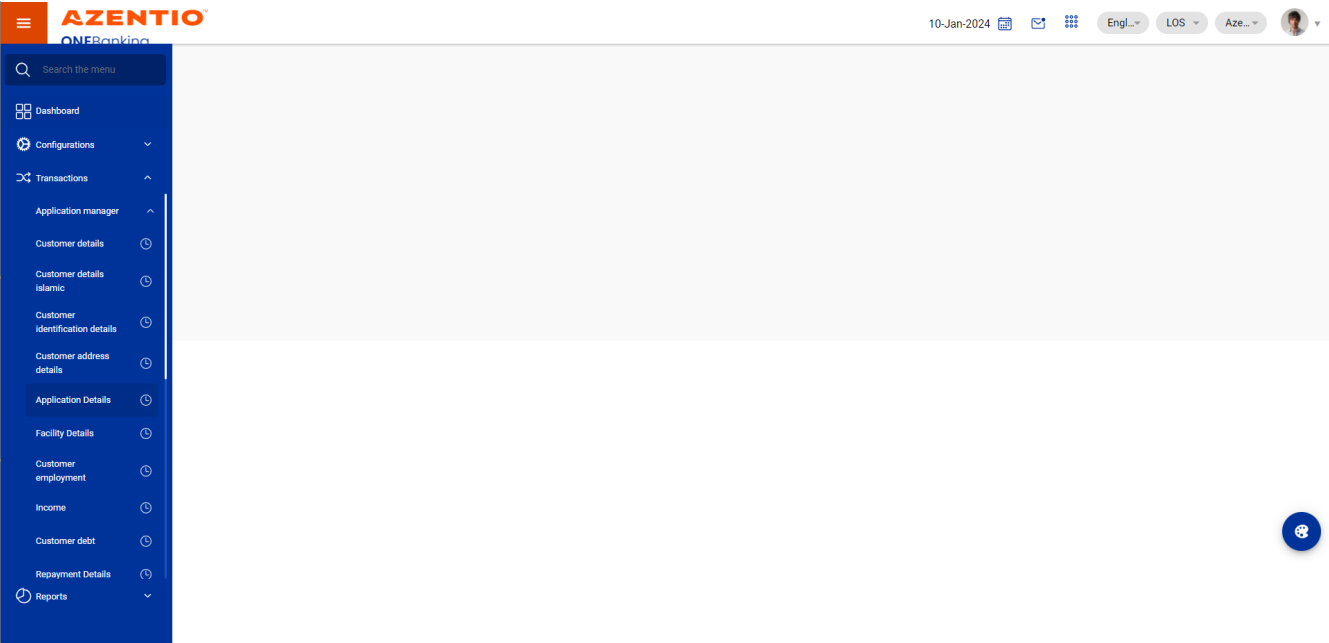 AZENTIO™
ONEBanking
10-Jan-2024
Engl...
LOS
Aze...
Search the menu
Dashboard
Configurations
Transactions
Application manager
Customer details
Customer details
islamic
Customer
identification details
Customer address
details
Application Details
Facility Details
Customer
employment
Income
Customer debt
Repayment Details
Reports